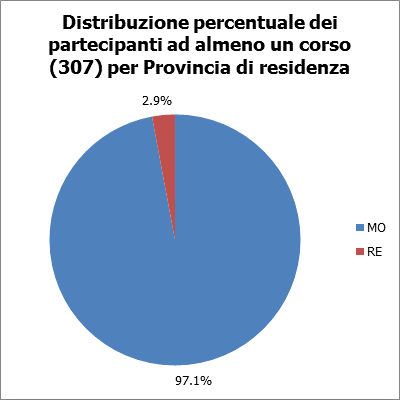 Distribuzione percentuale dei
partecipanti ad almeno un corso
(307) per Provincia di residenza
2.9%
MO
RE
97.1%